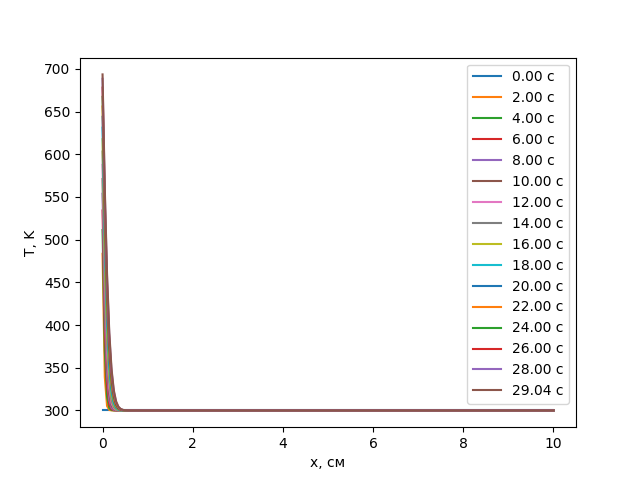 700
650
600
550
500
450
400
350
300
T, K
0
2
4
6
8
10
x, см
0.00 с
2.00 с
4.00 с
6.00 с
8.00 с
10.00 с
12.00 с
14.00 с
16.00 с
18.00 с
20.00 с
22.00 с
24.00 с
26.00 с
28.00 с
29.04 с